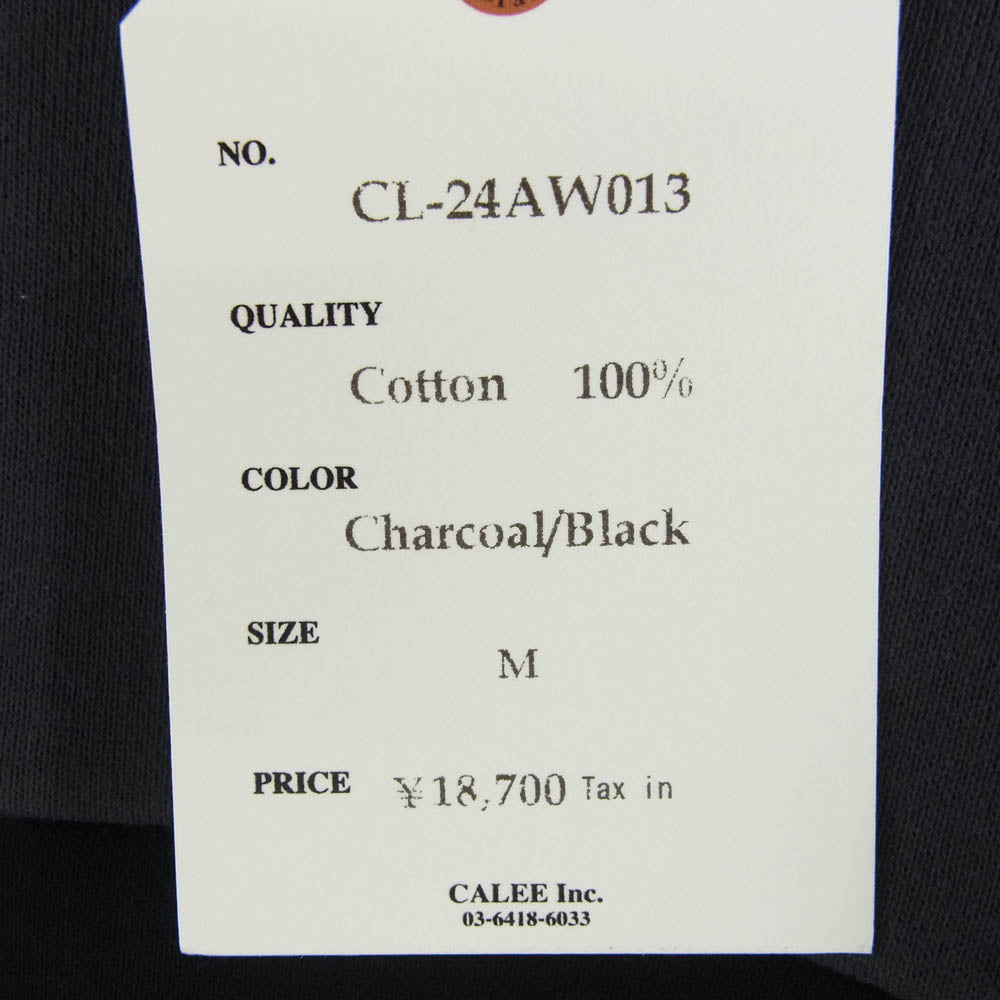 NO.
CL-24AW013
QUALITY
Cotton 100%
COLOR
Charcoal/Black
SIZE
M
PRICE ¥18,700 Tax in
CALEE Inc.
03-6418-6033